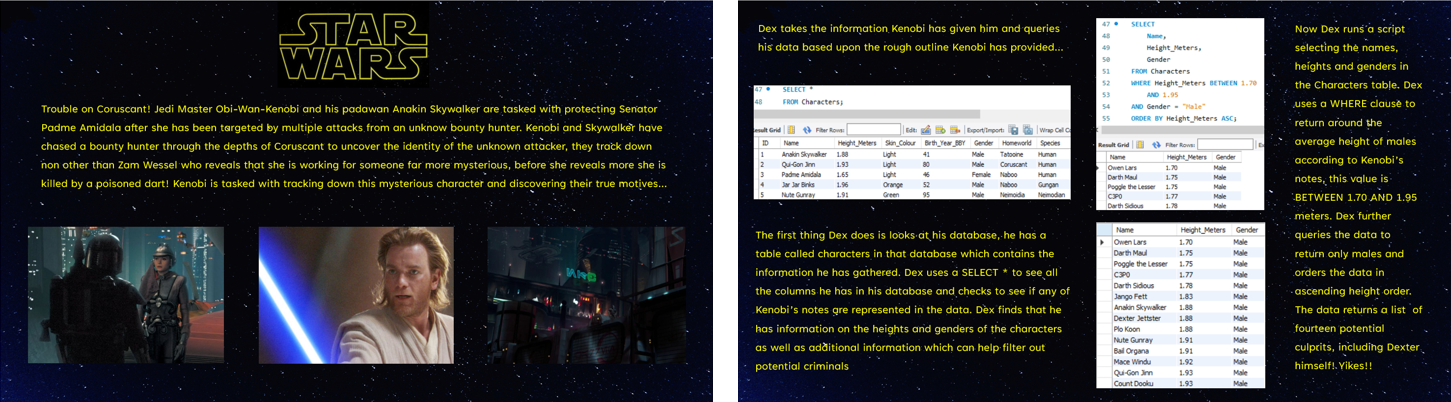 STAR
WARS
Trouble on Coruscant! Jedi Master Obi-Wan-Kenobi and his padawan Anakin Skywalker are tasked with protecting Senator
Padme Amidala after she has been targeted by multiple attacks from an unknow bounty hunter. Kenobi and Skywalker have
chased a bounty hunter through the depths of Coruscant to uncover the identity of the unknown attacker, they track down
non other than Zam Wessel who reveals that she is working for someone far more mysterious, before she reveals more she is
killed by a poisoned dart! Kenobi is tasked with tracking down this mysterious character and discovering their true motives...
Dex takes the information Kenobi has given him and queries
his data based upon the rough outline Kenobi has provided...
47 SELECT *
48 FROM Characters;
esult Grid Filter Rows: Edit: Export/Import: Wrap Cell Co
ID Name Height_Meters Skin_Colour Birth_Year_BBY Gender Homeworld Species
1 Anakin Skywalker 1.88 Light 41 Male Tatooine Human
2 Qui-Gon Jinn 1.93 Light 80 Male Coruscant Human
3 Padme Amidala 1.65 Light 46 Female Naboo Human
4 Jar Jar Binks 1.96 Orange 52 Male Naboo Gungan
5 Nute Gunray 1.91 Green 95 Male Neimoidia Neimodian
The first thing Dex does is looks at his database, he has a
table called characters in that database which contains the
information he has gathered. Dex uses a SELECT * to see all
the columns he has in his database and checks to see if any of
Kenobi's notes are represented in the data. Dex finds that he
has information on the heights and genders of the characters
as well as additional information which can help filter out
potential criminals
47 SELECT
48 Name,
49 Height_Meters,
50 Gender
51 FROM Characters
52 WHERE Height_Meters BETWEEN 1.70
53 AND 1.95
54 AND Gender = "Male"
55 ORDER BY Height_Meters ASC;
Result Grid Filter Rows:
Name Height_Meters Gender
Owen Lars 1.70 Male
Darth Maul 1.75 Male
Poggle the Lesser 1.75 Male
C3P0 1.77 Male
Darth Sidious 1.78 Male
Name Height_Meters Gender
Owen Lars 1.70 Male
Darth Maul 1.75 Male
Poggle the Lesser 1.75 Male
C3P0 1.77 Male
Darth Sidious 1.78 Male
Jango Fett 1.83 Male
Anakin Skywalker 1.88 Male
Dexter Jettster 1.88 Male
Plo Koon 1.88 Male
Nute Gunray 1.91 Male
Bail Organa 1.91 Male
Mace Windu 1.92 Male
Qui-Gon Jinn 1.93 Male
Count Dooku 1.93 Male
Now Dex runs a script
selecting the names,
heights and genders in
the Characters table. Dex
uses a WHERE clause to
return around the
average height of males
according to Kenobi's
notes, this value is
BETWEEN 1.70 AND 1.95
meters. Dex further
queries the data to
return only males and
orders the data in
ascending height order.
The data returns a list of
fourteen potential
culprits, including Dexter
himself! Yikes!!